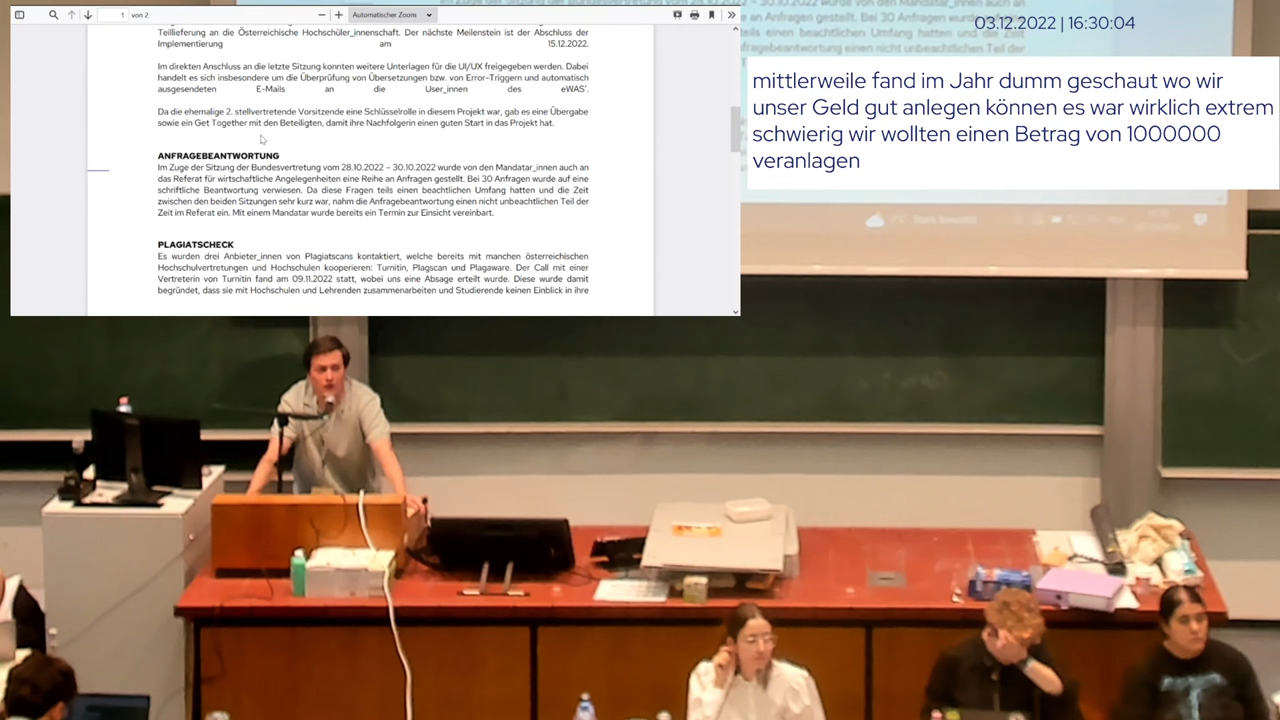 1 von 2
Automatischer Zoom
Teillieferung an die Österreichische Hochschüler_innenschaft. Der nächste Meilenstein ist der Abschluss der
Implementierung am 15.12.2022.
Im direkten Anschluss an die letzte Sitzung konnten weitere Unterlagen für die UI/UX freigegeben werden. Dabei
handelt es sich insbesondere um die Überprüfung von Übersetzungen bzw. von Error-Triggern und automatisch
ausgesendeten E-Mails an die User_innen des eWAS'.
Da die ehemalige 2. stellvertretende Vorsitzende eine Schlüsselrolle in diesem Projekt war, gab es eine Übergabe
sowie ein Get Together mit den Beteiligten, damit ihre Nachfolgerin einen guten Start in das Projekt hat.
ANFRAGEBEANTWORTUNG
Im Zuge der Sitzung der Bundesvertretung vom 28.10.2022 – 30.10.2022 wurde von den Mandatar_innen auch an
das Referat für wirtschaftliche Angelegenheiten eine Reihe an Anfragen gestellt. Bei 30 Anfragen wurde auf eine
schriftliche Beantwortung verwiesen. Da diese Fragen teils einen beachtlichen Umfang hatten und die Zeit
zwischen den beiden Sitzungen sehr kurz war, nahm die Anfragebeantwortung einen nicht unbeachtlichen Teil der
Zeit im Referat ein. Mit einem Mandatar wurde bereits ein Termin zur Einsicht vereinbart.
PLAGIATSCHECK
Es wurden drei Anbieter_innen von Plagiatscans kontaktiert, welche bereits mit manchen österreichischen
Hochschulvertretungen und Hochschulen kooperieren: Turnitin, Plagscan und Plagaware. Der Call mit einer
Vertreterin von Turnitin fand am 09.11.2022 statt, wobei uns eine Absage erteilt wurde. Diese wurde damit
begründet, dass sie mit Hochschulen und Lehrenden zusammenarbeiten und Studierende keinen Einblick in ihre
03.12.2022 | 16:30:04
mittlerweile fand im Jahr dumm geschaut wo wir
unser Geld gut anlegen können es war wirklich extrem
schwierig wir wollten einen Betrag von 1000000
veranlagen